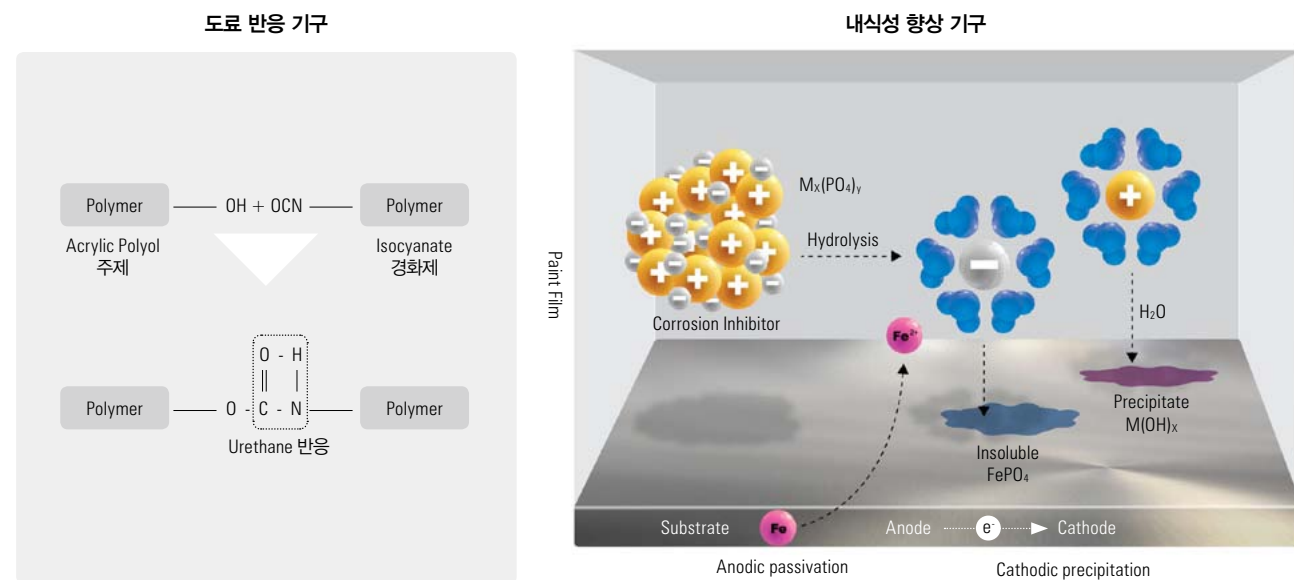 도료 반응 기구
Polymer
OH + OCN
Polymer
Acrylic Polyol
주제
Isocyanate
경화제
O - H
|| |
Polymer
O - C - N
Polymer
Urethane 반응
내식성 향상 기구
Paint Film
Mx(PO4)y
+
-
Hydrolysis
Corrosion Inhibitor
-
+
H2O
Fe2+
Precipitate
M(OH)x
Insoluble
FePO4
Substrate
Fe
Anode
e-
Cathode
Anodic passivation
Cathodic precipitation